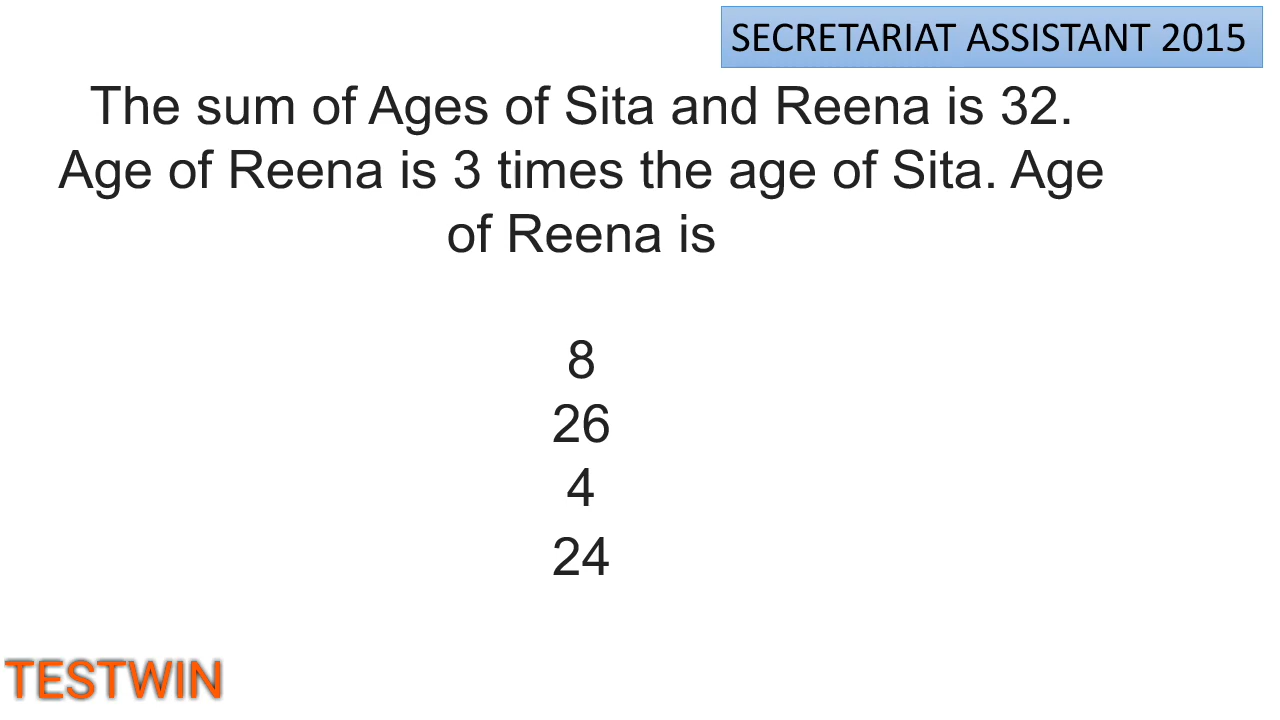 SECRETARIAT ASSISTANT 2015
The sum of Ages of Sita and Reena is 32.
Age of Reena is 3 times the age of Sita. Age
of Reena is
8
26
4
24
TESTWIN